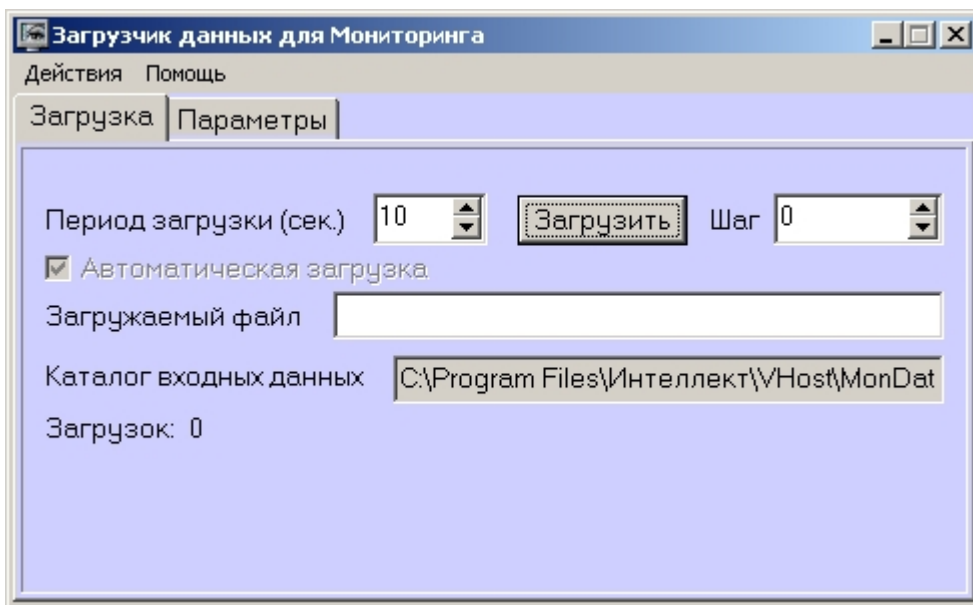 Загрузчик данных для Мониторинга
Действия Помощь
Загрузка Параметры
Период загрузки (сек.) 10 Загрузить Шаг 0
Автоматическая загрузка
Загружаемый файл
Каталог входных данных C:\Program Files\Интеллект\VHost\MonDat
Загрузок: 0